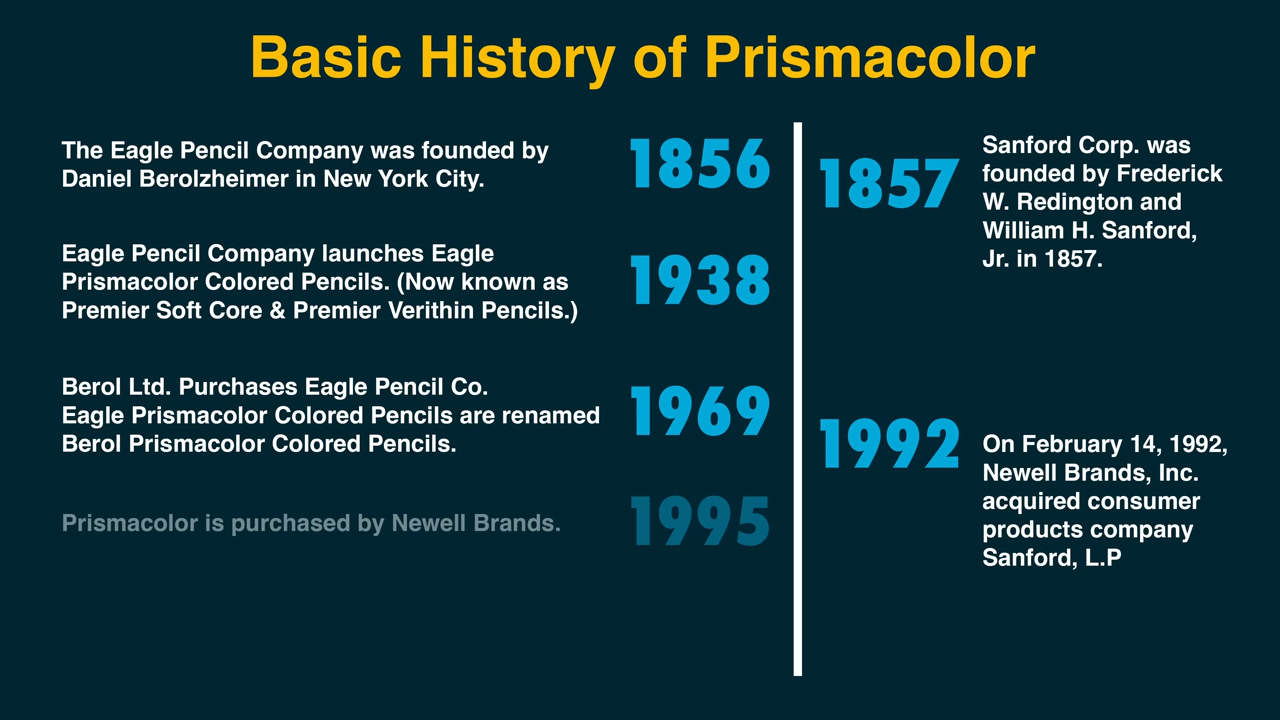 Basic History of Prismacolor
The Eagle Pencil Company was founded by
Daniel Berolzheimer in New York City.
1856
Eagle Pencil Company launches Eagle
Prismacolor Colored Pencils. (Now known as
Premier Soft Core & Premier Verithin Pencils.)
1938
Berol Ltd. Purchases Eagle Pencil Co.
Eagle Prismacolor Colored Pencils are renamed
Berol Prismacolor Colored Pencils.
1969
Prismacolor is purchased by Newell Brands.
1995
1857
Sanford Corp. was
founded by Frederick
W. Redington and
William H. Sanford,
Jr. in 1857.
1992
On February 14, 1992,
Newell Brands, Inc.
acquired consumer
products company
Sanford, L.P